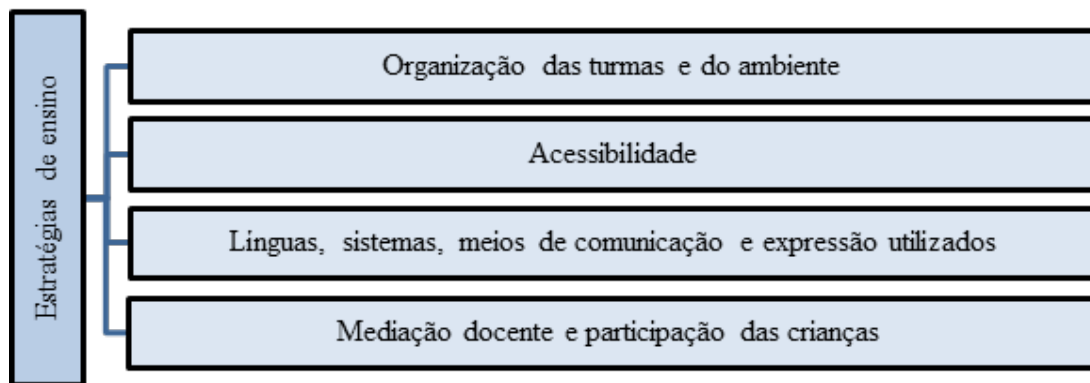 Estratégias de ensino
Organização das turmas e do ambiente
Acessibilidade
Línguas, sistemas, meios de comunicação e expressão utilizados
Mediação docente e participação das crianças